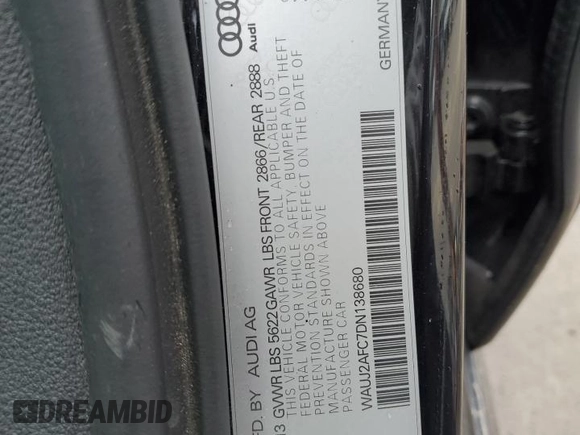 FD. BY AUDI AG
13 GVWR LBS 5622 GAWR LBS FRONT 2866/REAR 2888
THIS VEHICLE CONFORMS TO ALL APPLICABLE U.S.
FEDERAL MOTOR VEHICLE SAFETY, BUMPER AND THEFT
PREVENTION STANDARDS IN EFFECT ON THE DATE OF
MANUFACTURE SHOWN ABOVE
PASSENGER CAR
WAUJ2AFC7DN138680
Audi
GERMANY
DREAMBID